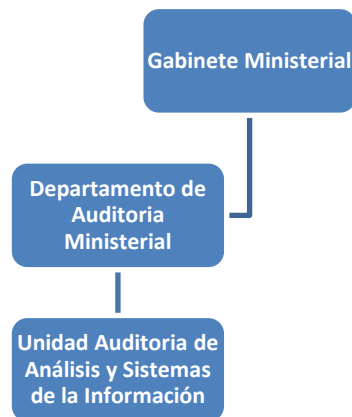 Gabinete Ministerial
Departamento de
Auditoria
Ministerial
Unidad Auditoria de
Análisis y Sistemas
de la Información